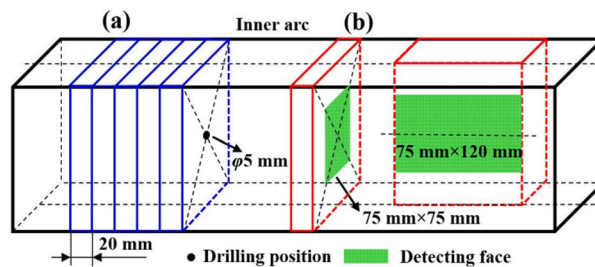 (a)
Inner arc
(b)
φ5 mm
75 mm×120 mm
75 mm×75 mm
20 mm
Drilling position
Detecting face